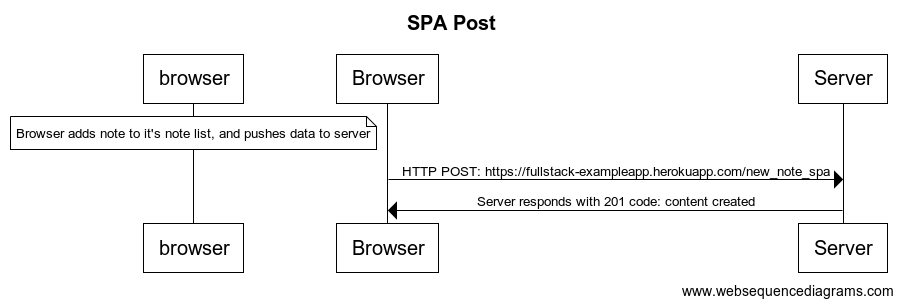 SPA Post
browser Browser Server
Browser adds note to it's note list, and pushes data to server
HTTP POST: https://fullstack-exampleapp.herokuapp.com/new_note_spa
Server responds with 201 code: content created
browser Browser Server
www.websequencediagrams.com